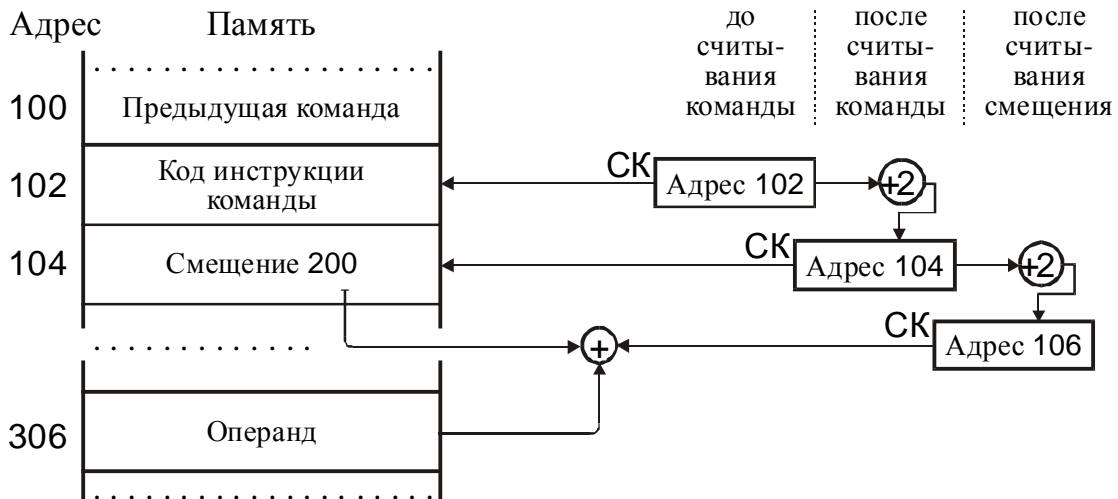 Адрес Память
до
считы-
вания
команды
после
считы-
вания
команды
после
считы-
вания
смещения
100 Предыдущая команда
102 Код инструкции
команды
СК Адрес 102 +2
104 Смещение 200
СК Адрес 104 +2
СК Адрес 106
+
306 Операнд